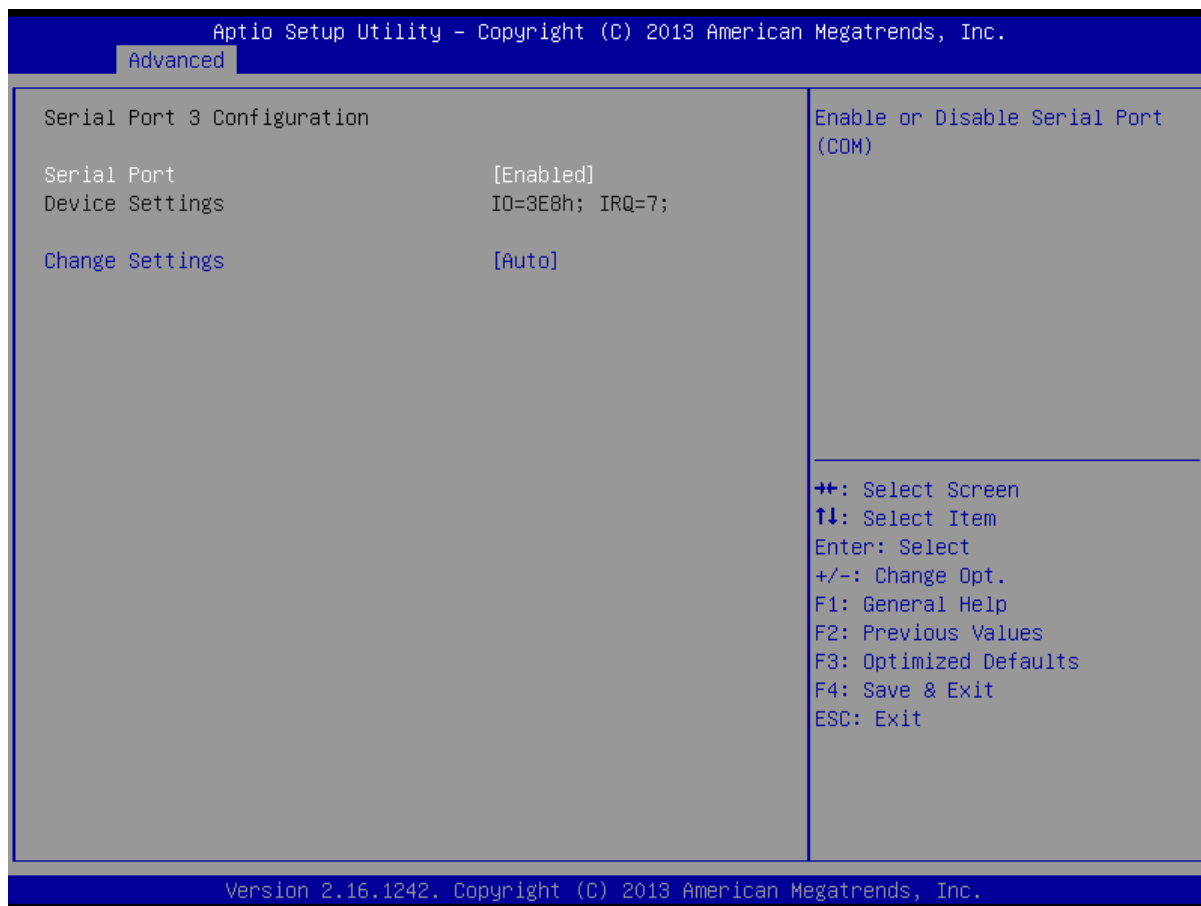 Aptio Setup Utility – Copyright (C) 2013 American Megatrends, Inc.
Advanced
Serial Port 3 Configuration
Serial Port [Enabled]
Device Settings IO=3E8h; IRQ=7;
Change Settings [Auto]
Enable or Disable Serial Port
(COM)
→←: Select Screen
↑↓: Select Item
Enter: Select
+/-: Change Opt.
F1: General Help
F2: Previous Values
F3: Optimized Defaults
F4: Save & Exit
ESC: Exit
Version 2.16.1242. Copyright (C) 2013 American Megatrends, Inc.